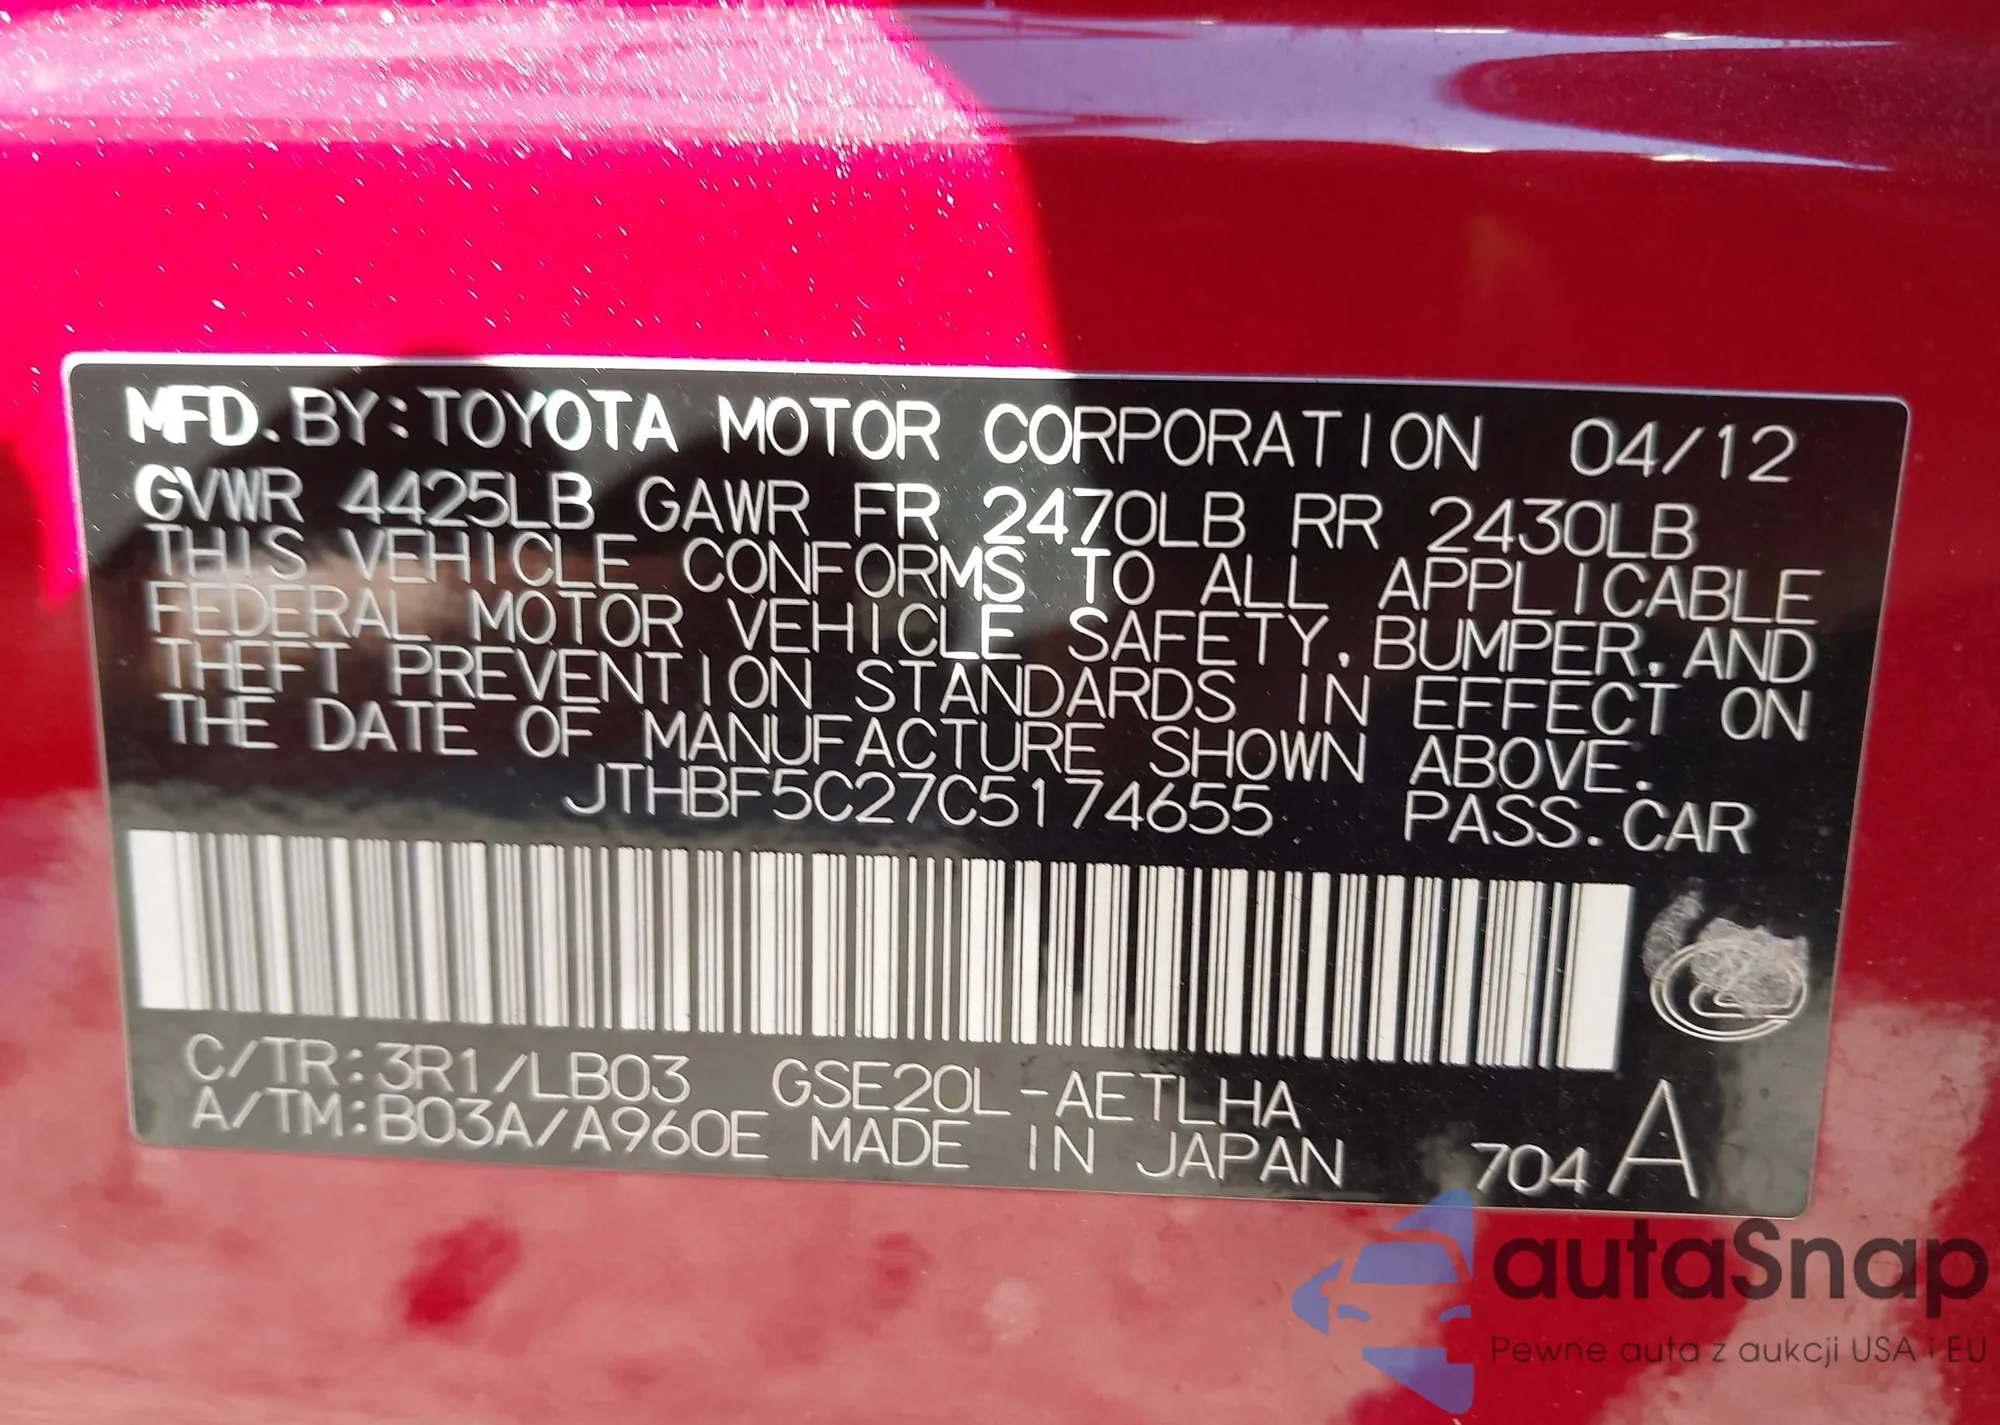 MFD. BY: TOYOTA MOTOR CORPORATION 04/12
GVWR 4425LB GAWR FR 2470LB RR 2430LB
THIS VEHICLE CONFORMS TO ALL APPLICABLE
FEDERAL MOTOR VEHICLE SAFETY, BUMPER, AND
THEFT PREVENTION STANDARDS IN EFFECT ON
THE DATE OF MANUFACTURE SHOWN ABOVE.
JTHBF5C27C5174655 PASS. CAR
C/TR: 3R1/LB03 GSE20L-AETLHA
A/TM: B03A/A960E MADE IN JAPAN 704 A
autaSnap
Pewne auta z aukcji USA i EU